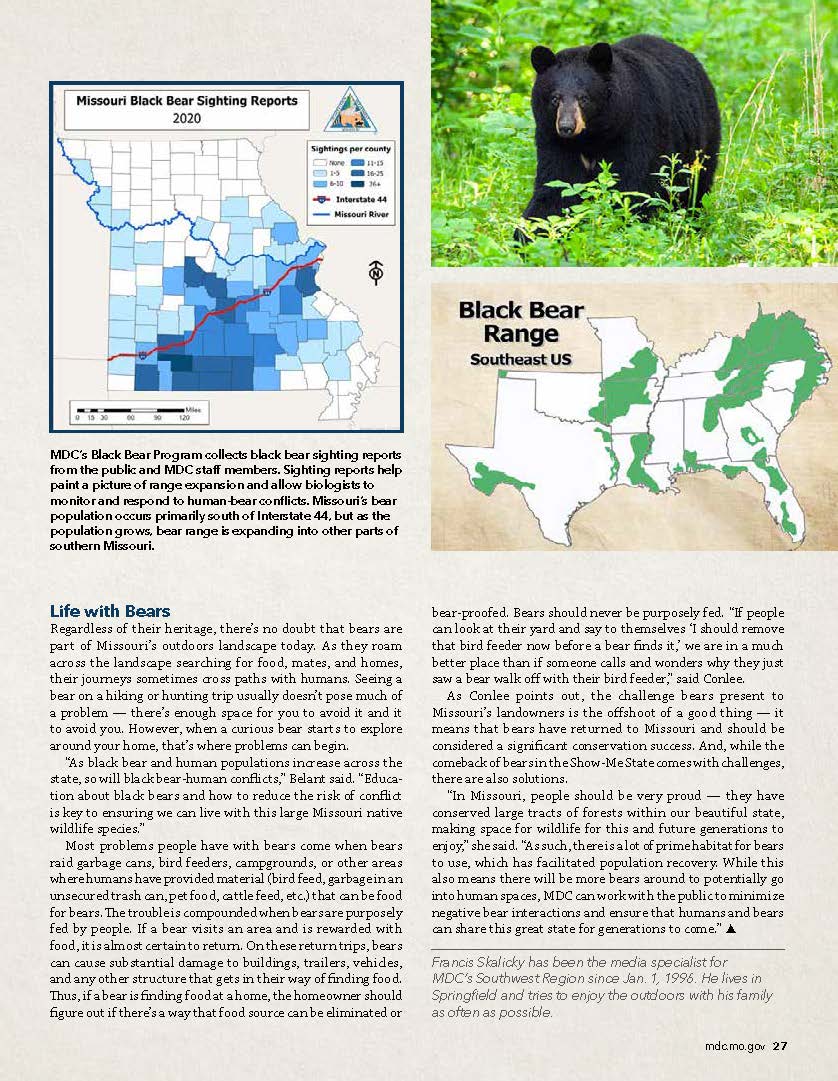 Missouri Black Bear Sighting Reports
2020
Sightings per county
None
11-15
1-5
16-25
6-10
36+
Interstate 44
Missouri River
N
44
44
Miles
0 15 30 60 90 120
MDC's Black Bear Program collects black bear sighting reports
from the public and MDC staff members. Sighting reports help
paint a picture of range expansion and allow biologists to
monitor and respond to human-bear conflicts. Missouri's bear
population occurs primarily south of Interstate 44, but as the
population grows, bear range is expanding into other parts of
southern Missouri.
Black Bear
Range
Southeast US
Life with Bears
Regardless of their heritage, there's no doubt that bears are
part of Missouri's outdoors landscape today. As they roam
across the landscape searching for food, mates, and homes,
their journeys sometimes cross paths with humans. Seeing a
bear on a hiking or hunting trip usually doesn't pose much of
a problem — there's enough space for you to avoid it and it
to avoid you. However, when a curious bear starts to explore
around your home, that's where problems can begin.
"As black bear and human populations increase across the
state, so will black bear-human conflicts," Belant said. "Educa-
tion about black bears and how to reduce the risk of conflict
is key to ensuring we can live with this large Missouri native
wildlife species."
Most problems people have with bears come when bears
raid garbage cans, bird feeders, campgrounds, or other areas
where humans have provided material (bird feed, garbage in an
unsecured trash can, pet food, cattle feed, etc.) that can be food
for bears. The trouble is compounded when bears are purposely
fed by people. If a bear visits an area and is rewarded with
food, it is almost certain to return. On these return trips, bears
can cause substantial damage to buildings, trailers, vehicles,
and any other structure that gets in their way of finding food.
Thus, if a bear is finding food at a home, the homeowner should
figure out if there's a way that food source can be eliminated or
bear-proofed. Bears should never be purposely fed. "If people
can look at their yard and say to themselves 'I should remove
that bird feeder now before a bear finds it,' we are in a much
better place than if someone calls and wonders why they just
saw a bear walk off with their bird feeder," said Conlee.
As Conlee points out, the challenge bears present to
Missouri's landowners is the offshoot of a good thing — it
means that bears have returned to Missouri and should be
considered a significant conservation success. And, while the
comeback of bears in the Show-Me State comes with challenges,
there are also solutions.
"In Missouri, people should be very proud — they have
conserved large tracts of forests within our beautiful state,
making space for wildlife for this and future generations to
enjoy," she said. "As such, there is a lot of prime habitat for bears
to use, which has facilitated population recovery. While this
also means there will be more bears around to potentially go
into human spaces, MDC can work with the public to minimize
negative bear interactions and ensure that humans and bears
can share this great state for generations to come." ▲
Francis Skalicky has been the media specialist for
MDC's Southwest Region since Jan. 1, 1996. He lives in
Springfield and tries to enjoy the outdoors with his family
as often as possible.
mdc.mo.gov 27